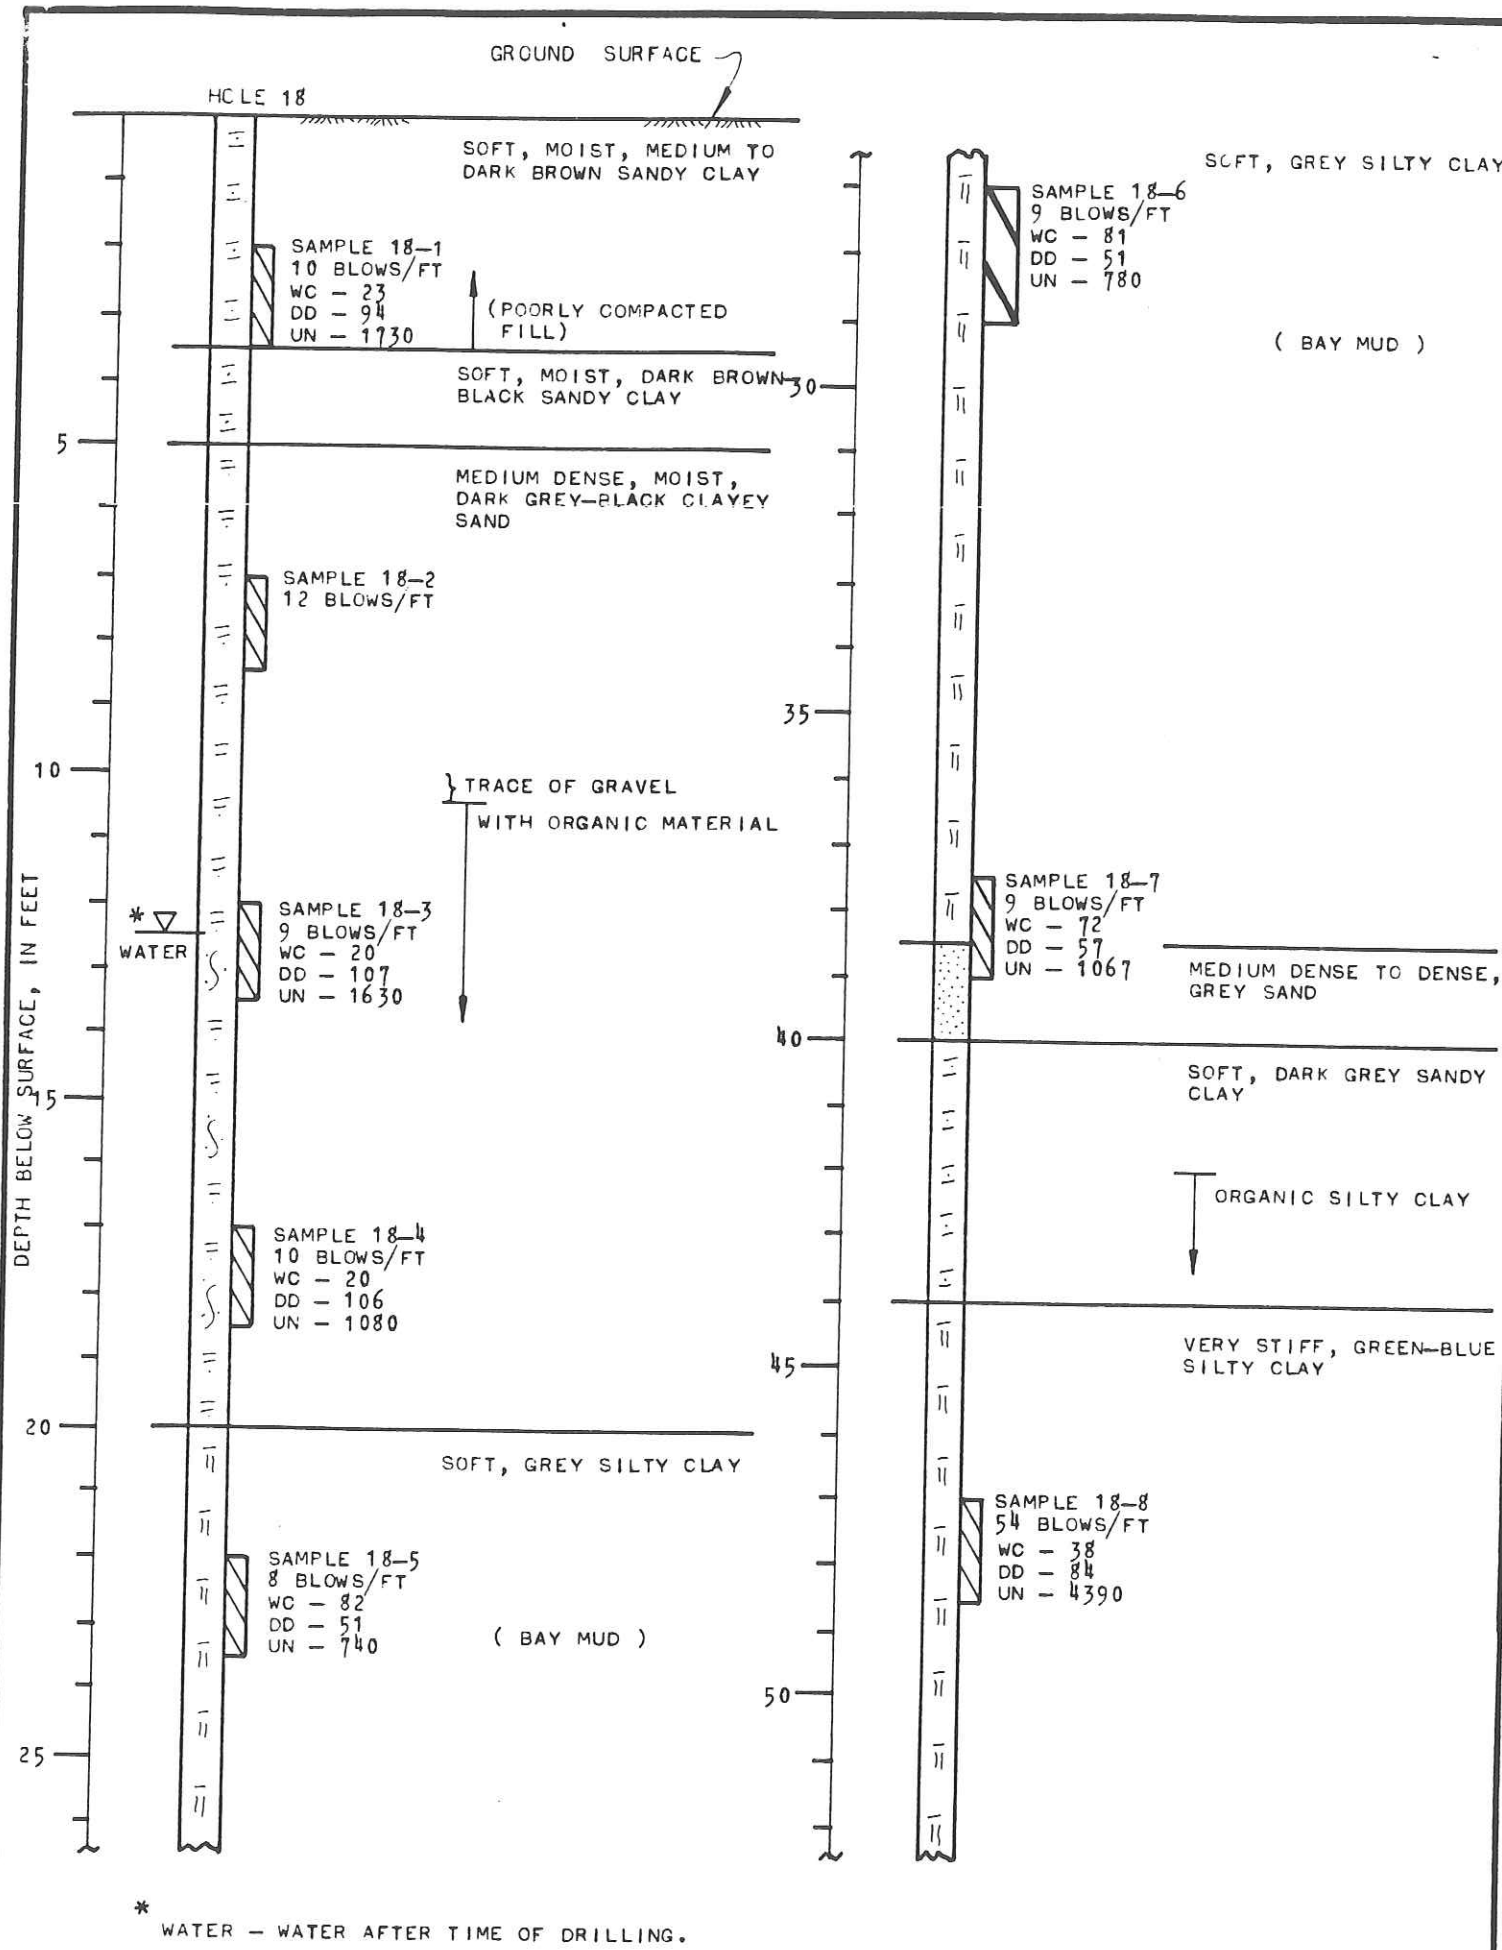 GROUND SURFACE
HOLE 18
SOFT, MOIST, MEDIUM TO
DARK BROWN SANDY CLAY
SAMPLE 18-1
10 BLOWS/FT
WC - 23
DD - 94
UN - 1730
(POORLY COMPACTED
FILL)
SOFT, MOIST, DARK BROWN-
BLACK SANDY CLAY
5
MEDIUM DENSE, MOIST,
DARK GREY-BLACK CLAYEY
SAND
SAMPLE 18-2
12 BLOWS/FT
10
TRACE OF GRAVEL
WITH ORGANIC MATERIAL
DEPTH BELOW SURFACE, IN FEET
* WATER
SAMPLE 18-3
9 BLOWS/FT
WC - 20
DD - 107
UN - 1630
15
SAMPLE 18-4
10 BLOWS/FT
WC - 20
DD - 106
UN - 1080
20
SOFT, GREY SILTY CLAY
SAMPLE 18-5
8 BLOWS/FT
WC - 82
DD - 51
UN - 740
( BAY MUD )
25
SOFT, GREY SILTY CLAY
SAMPLE 18-6
9 BLOWS/FT
WC - 81
DD - 51
UN - 780
( BAY MUD )
30
35
SAMPLE 18-7
9 BLOWS/FT
WC - 72
DD - 57
UN - 1067
MEDIUM DENSE TO DENSE,
GREY SAND
40
SOFT, DARK GREY SANDY
CLAY
ORGANIC SILTY CLAY
VERY STIFF, GREEN-BLUE
SILTY CLAY
45
SAMPLE 18-8
54 BLOWS/FT
WC - 38
DD - 84
UN - 4390
50
*
WATER - WATER AFTER TIME OF DRILLING.